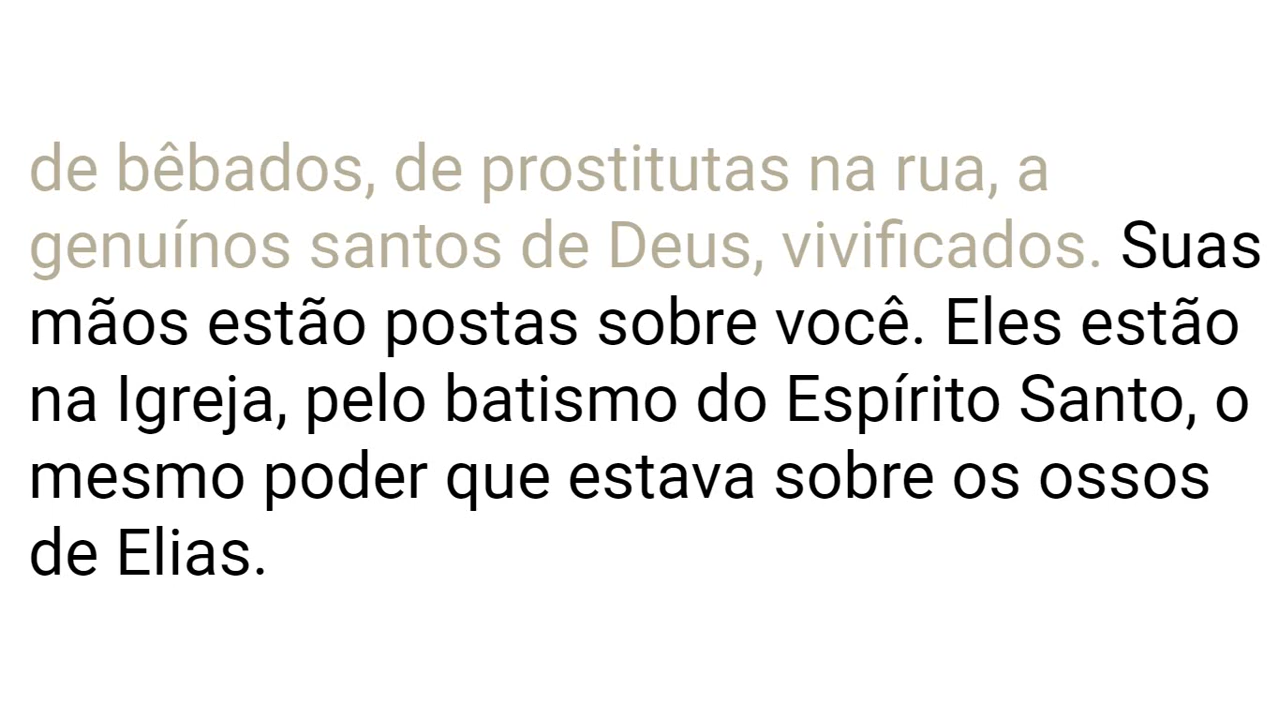 de bêbados, de prostitutas na rua, a
genuínos santos de Deus, vivificados. Suas
mãos estão postas sobre você. Eles estão
na Igreja, pelo batismo do Espírito Santo, o
mesmo poder que estava sobre os ossos
de Elias.